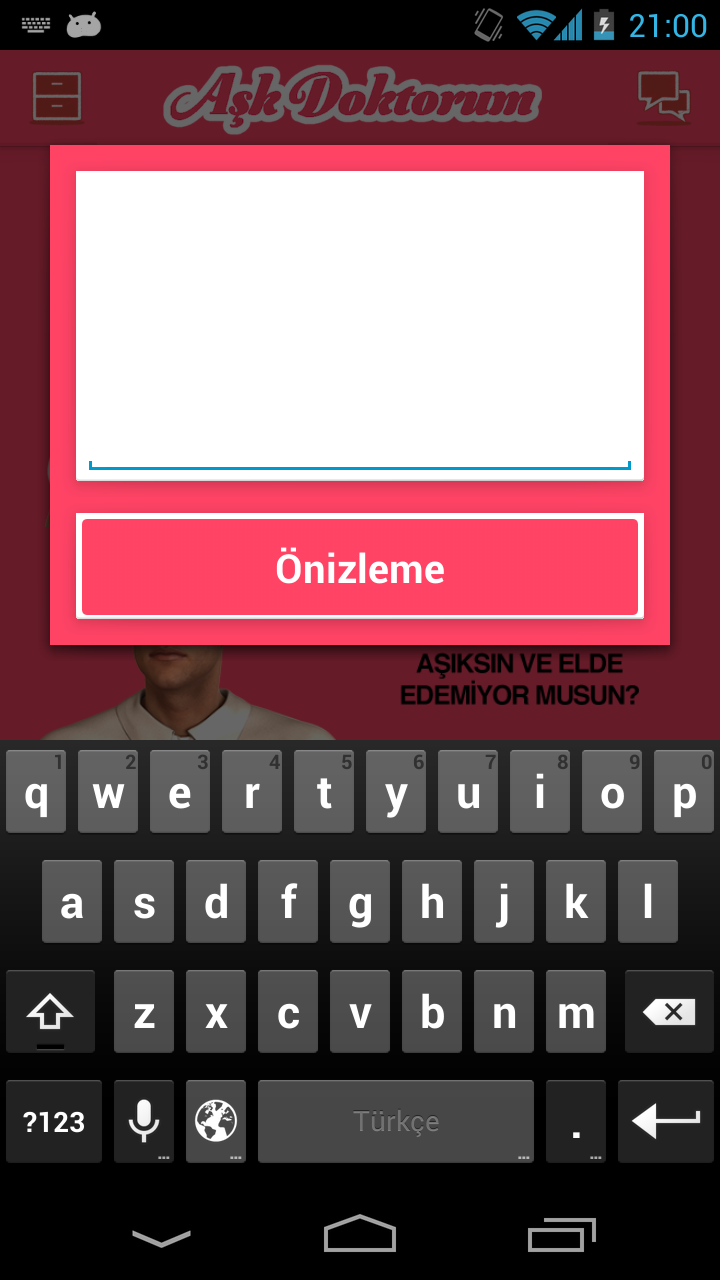 21:00
Aşk Doktorum
Önizleme
AŞIKSIN VE ELDE
EDEMİYOR MUSUN?
1 2 3 4 5 6 7 8 9 0
q w e r t y u i o p
a s d f g h j k l
z x c v b n m
?123 Türkçe .